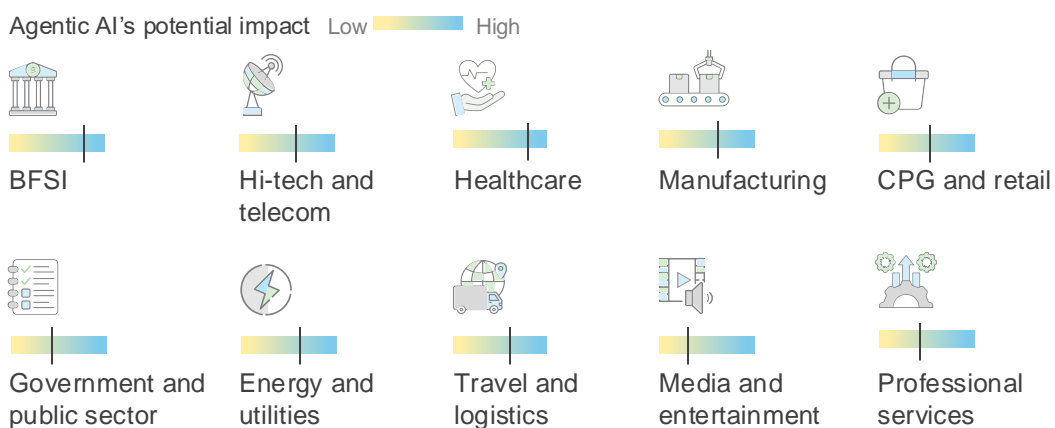 Agentic AI's potential impact Low High
BFSI
Hi-tech and
telecom
Healthcare
Manufacturing
CPG and retail
Government and
public sector
Energy and
utilities
Travel and
logistics
Media and
entertainment
Professional
services